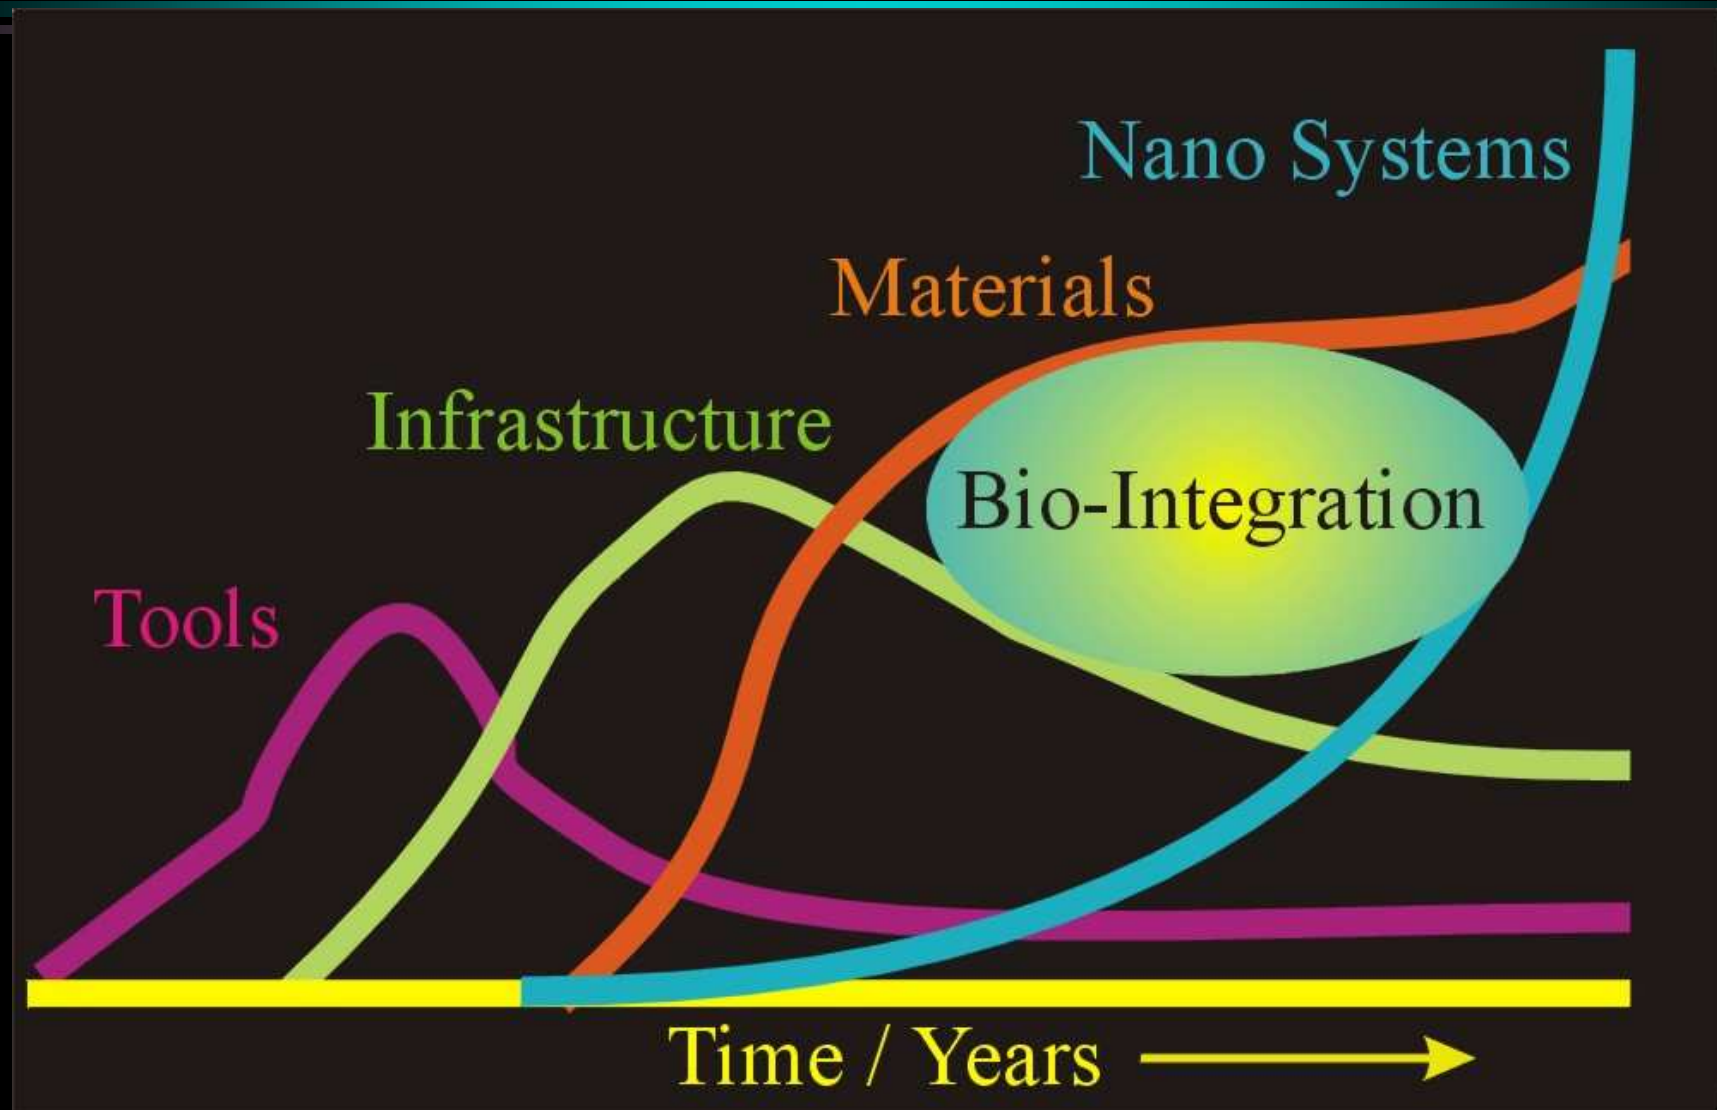 Nano Systems
Materials
Infrastructure
Bio-Integration
Tools
Time / Years